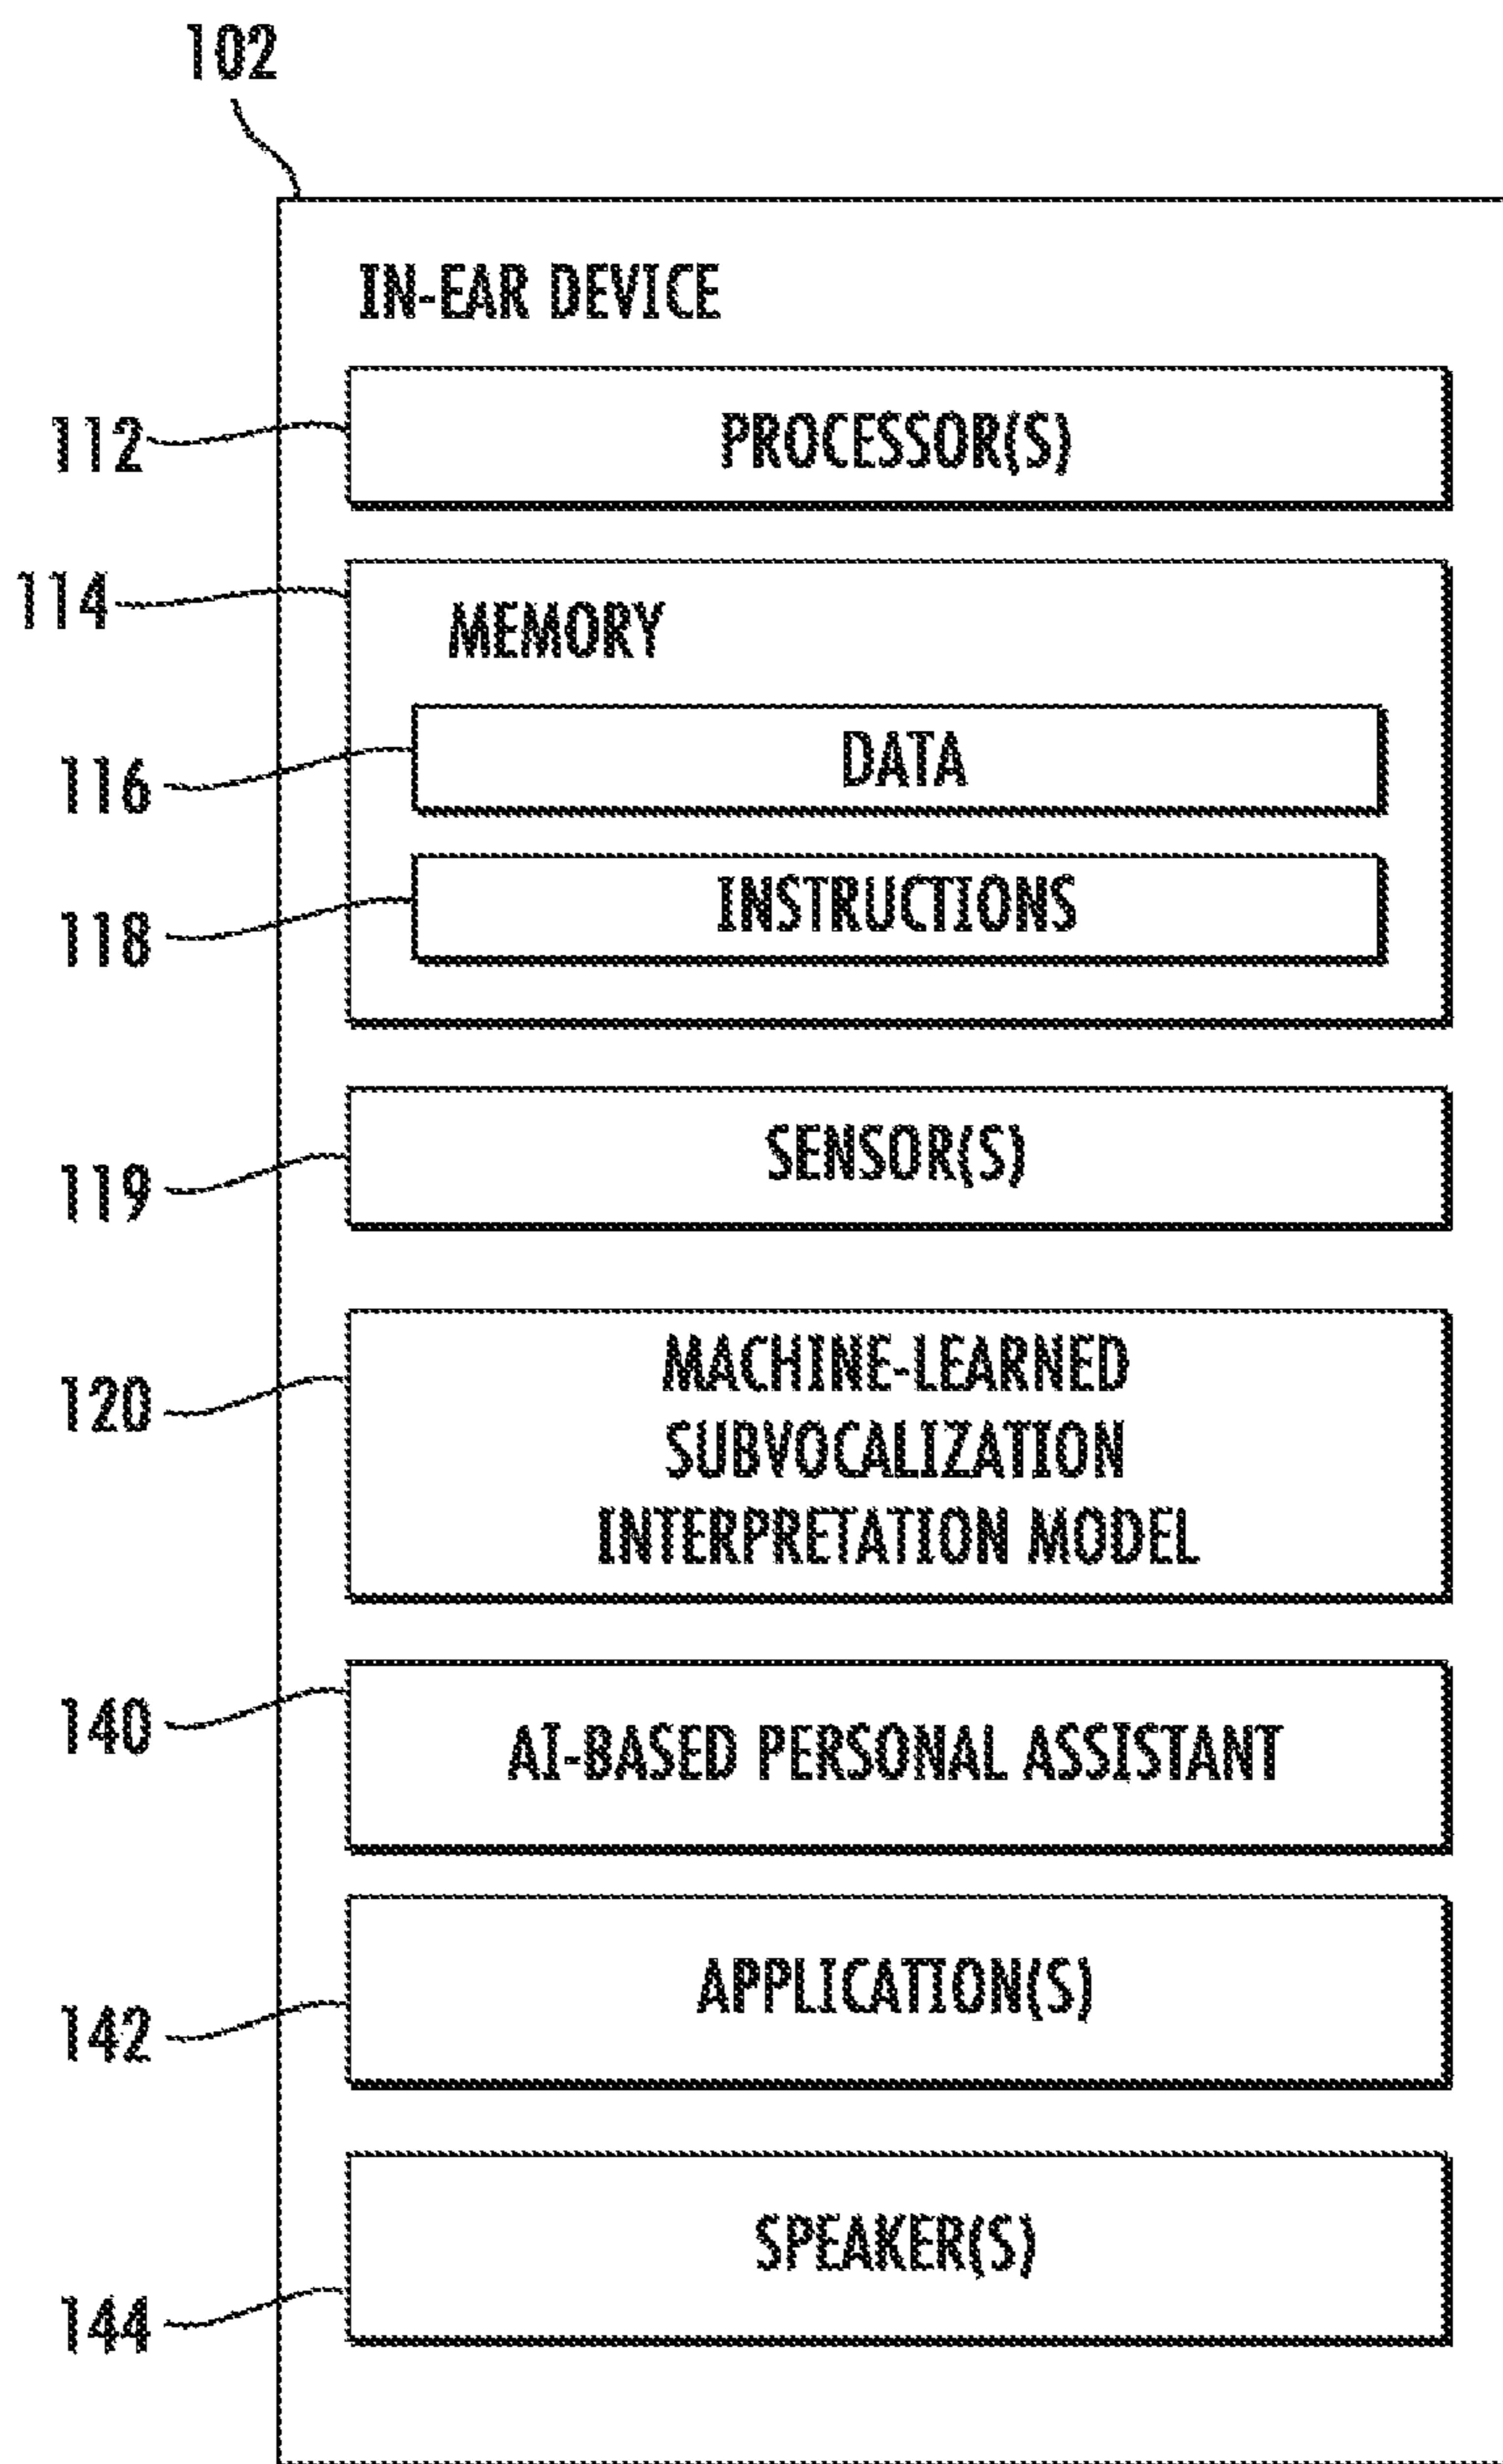 102
IN-EAR DEVICE
112
PROCESSOR(S)
114
MEMORY
116
DATA
118
INSTRUCTIONS
119
SENSOR(S)
120
MACHINE-LEARNED
SUBVOCALIZATION
INTERPRETATION MODEL
140
AI-BASED PERSONAL ASSISTANT
142
APPLICATION(S)
144
SPEAKER(S)